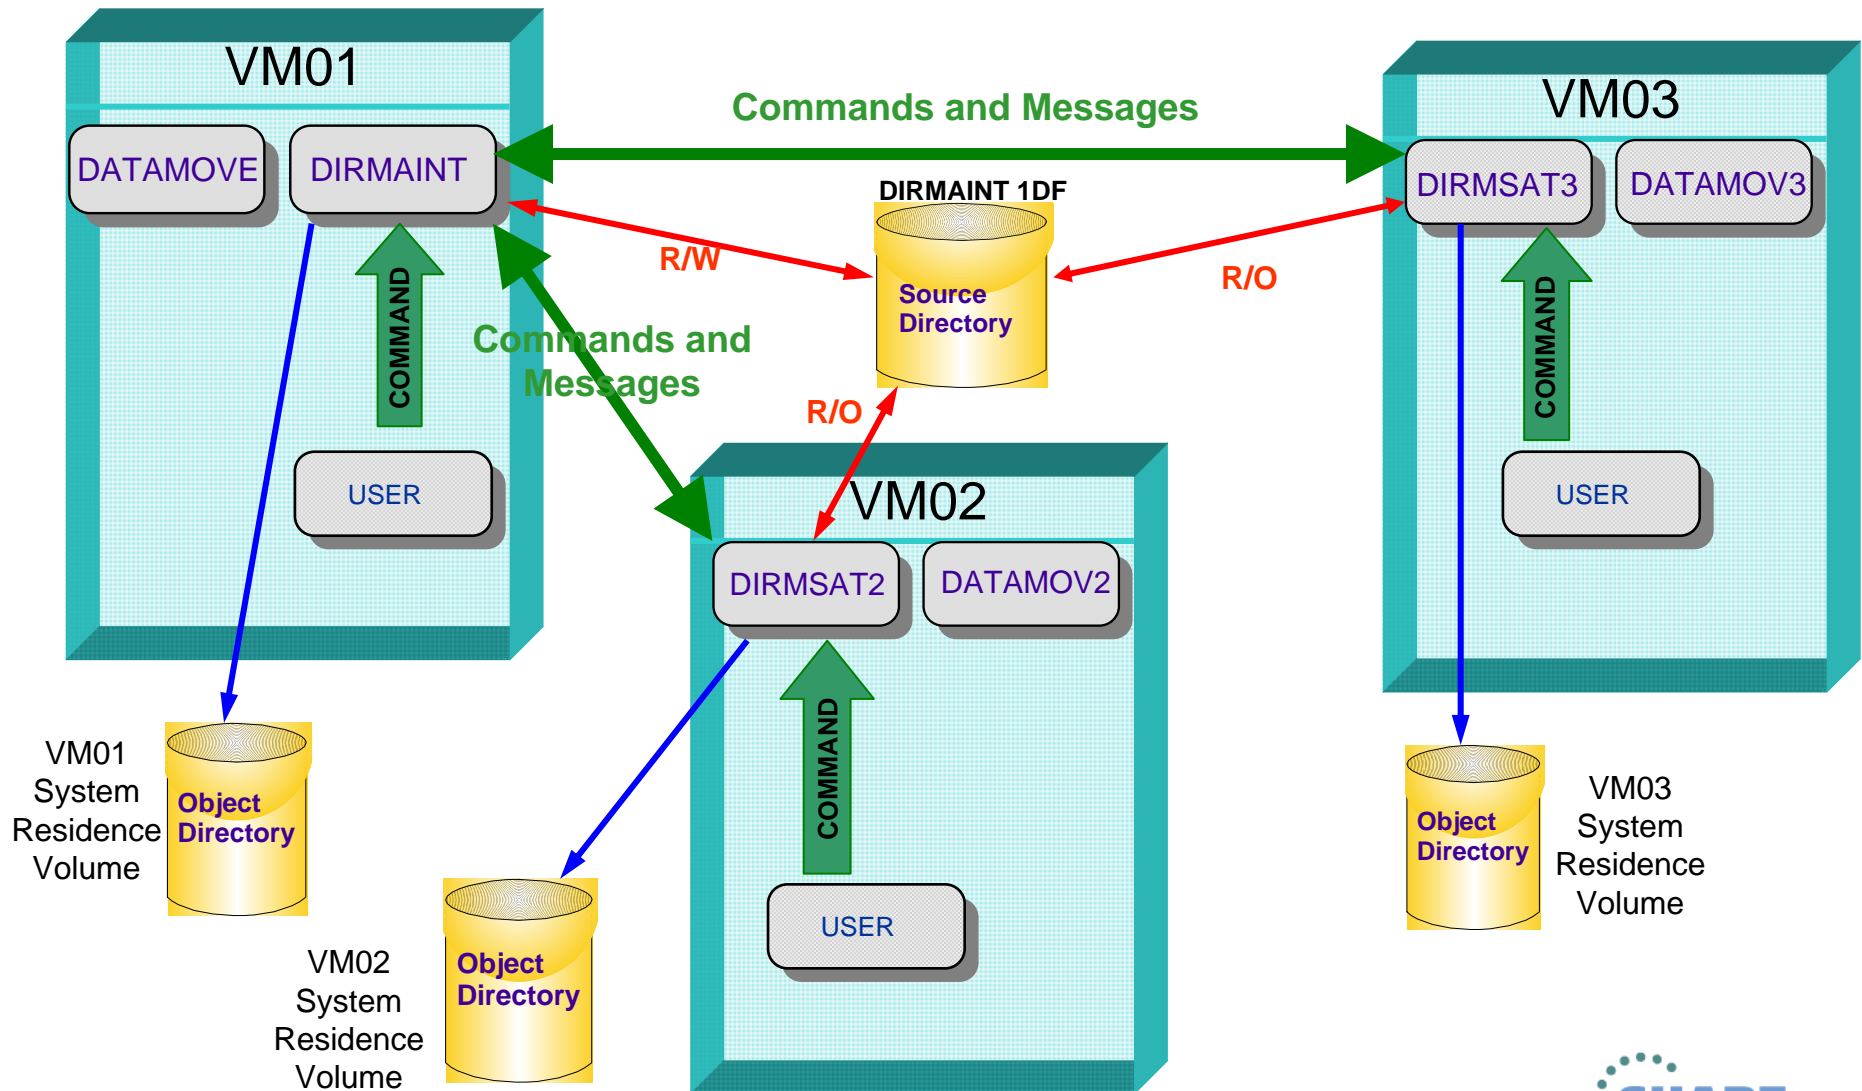 VM01
DATAMOVE
DIRMAINT
COMMAND
USER
Commands and Messages
DIRMAINT 1DF
Source
Directory
R/W
R/O
R/O
Commands and
Messages
VM03
DIRMSAT3
DATAMOV3
COMMAND
USER
VM02
DIRMSAT2
DATAMOV2
COMMAND
USER
VM01
System
Residence
Volume
Object
Directory
VM02
System
Residence
Volume
Object
Directory
Object
Directory
VM03
System
Residence
Volume